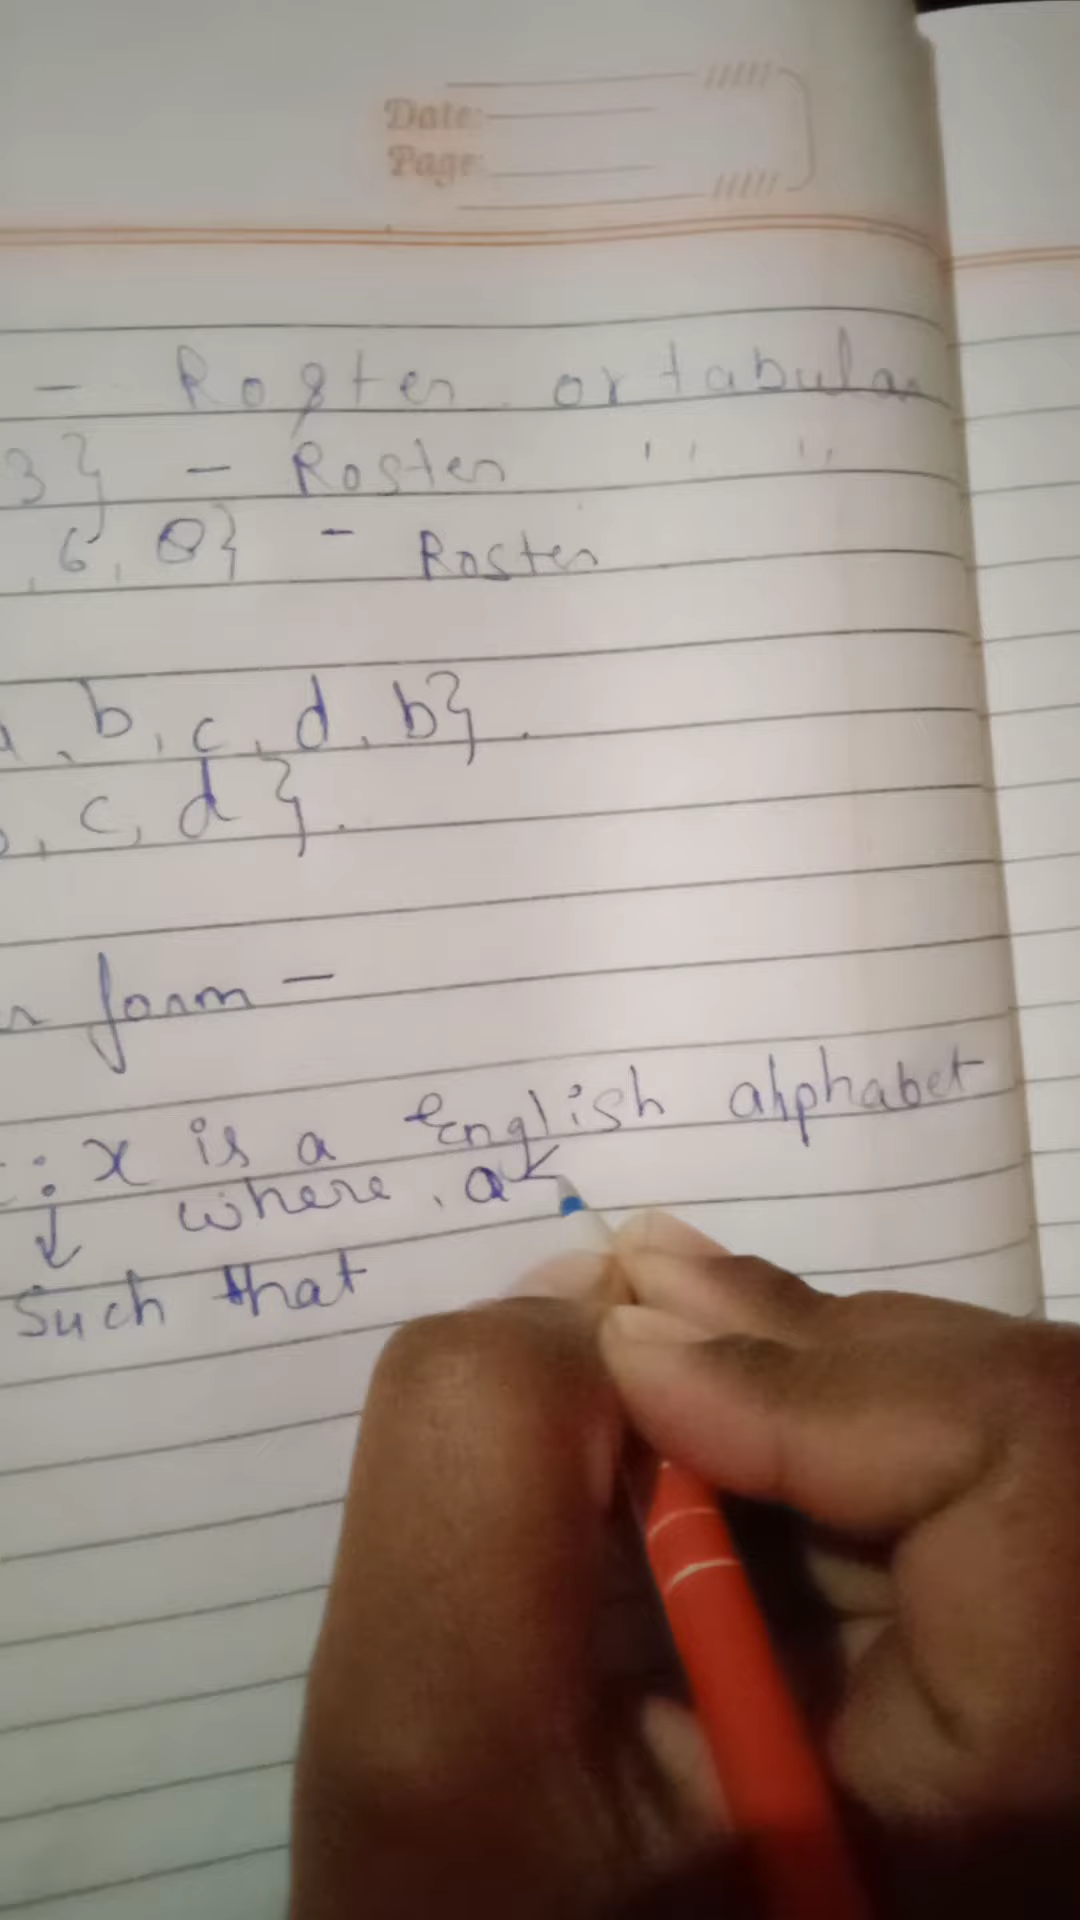 Date:
Page:
- Roster or tabular
3} - Roster " "
, 6, 8} - Roster
, b, c, d, b}.
, c, d }.
form -
: x is a English alphabet
where, a <
↓
Such that